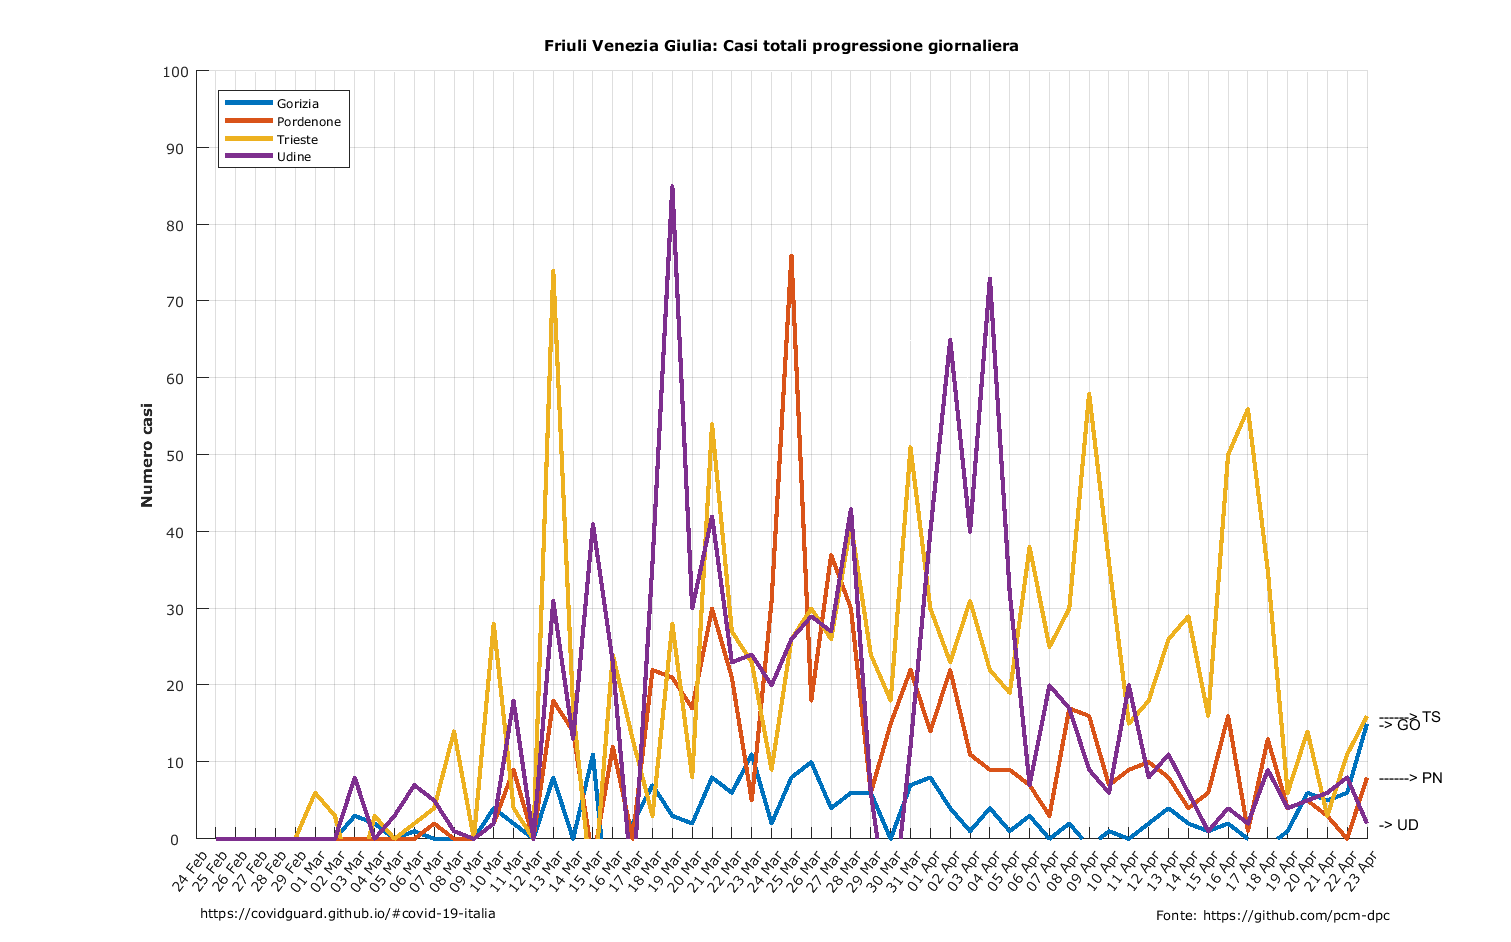 Friuli Venezia Giulia: Casi totali progressione giornaliera
Numero casi
100
90
80
70
60
50
40
30
20
10
0
Gorizia
Pordenone
Trieste
Udine
------> TS
-> GO
------> PN
-> UD
24 Feb
25 Feb
26 Feb
27 Feb
28 Feb
29 Feb
01 Mar
02 Mar
03 Mar
04 Mar
05 Mar
06 Mar
07 Mar
08 Mar
09 Mar
10 Mar
11 Mar
12 Mar
13 Mar
14 Mar
15 Mar
16 Mar
17 Mar
18 Mar
19 Mar
20 Mar
21 Mar
22 Mar
23 Mar
24 Mar
25 Mar
26 Mar
27 Mar
28 Mar
29 Mar
30 Mar
31 Mar
01 Apr
02 Apr
03 Apr
04 Apr
05 Apr
06 Apr
07 Apr
08 Apr
09 Apr
10 Apr
11 Apr
12 Apr
13 Apr
14 Apr
15 Apr
16 Apr
17 Apr
18 Apr
19 Apr
20 Apr
21 Apr
22 Apr
23 Apr
https://covidguard.github.io/#covid-19-italia
Fonte: https://github.com/pcm-dpc